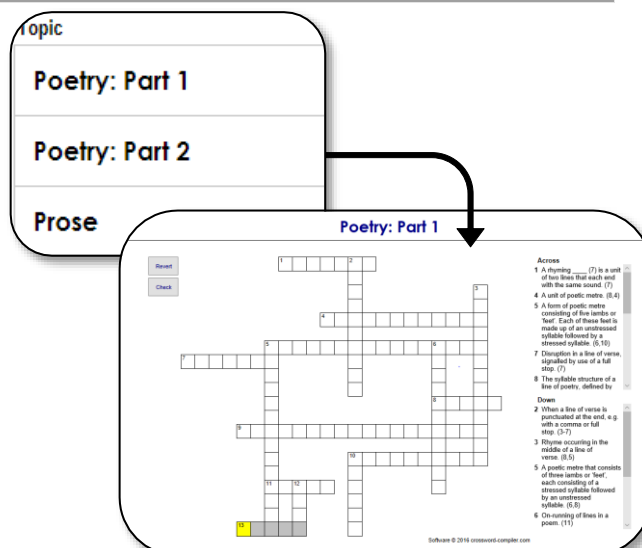 Topic
Poetry: Part 1
Poetry: Part 2
Prose
Poetry: Part 1
Revert
Check
1
2
3
4
5
6
7
8
9
10
11
12
13
Across
1 A rhyming ____ (7) is a unit
of two lines that each end
with the same sound. (7)
4 A unit of poetic metre. (8,4)
5 A form of poetic metre
consisting of five iambs or
'feet'. Each of these feet is
made up of an unstressed
syllable followed by a
stressed syllable. (6,10)
7 Disruption in a line of verse,
signalled by use of a full
stop. (7)
8 The syllable structure of a
line of poetry, defined by
Down
2 When a line of verse is
punctuated at the end, e.g.
with a comma or full
stop. (3-7)
3 Rhyme occurring in the
middle of a line of
verse. (8,5)
5 A poetic metre that consists
of three iambs or 'feet',
each consisting of a
stressed syllable followed
by an unstressed
syllable. (6,8)
6 On-running of lines in a
poem. (11)
Software © 2016 crossword-compiler.com